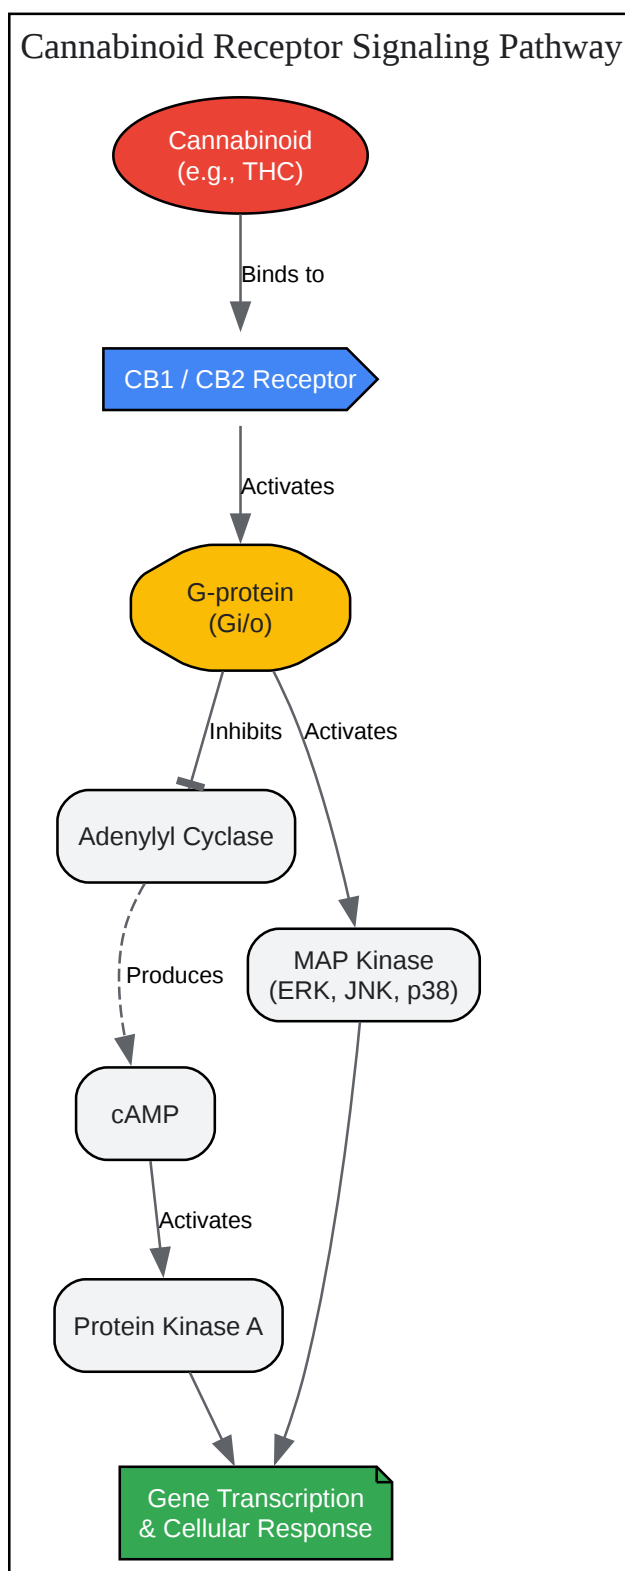 Cannabinoid Receptor Signaling Pathway
Cannabinoid
(e.g., THC)
Binds to
CB1 / CB2 Receptor
Activates
G-protein
(Gi/o)
Inhibits
Activates
Adenylyl Cyclase
MAP Kinase
(ERK, JNK, p38)
Produces
cAMP
Activates
Protein Kinase A
Gene Transcription
& Cellular Response